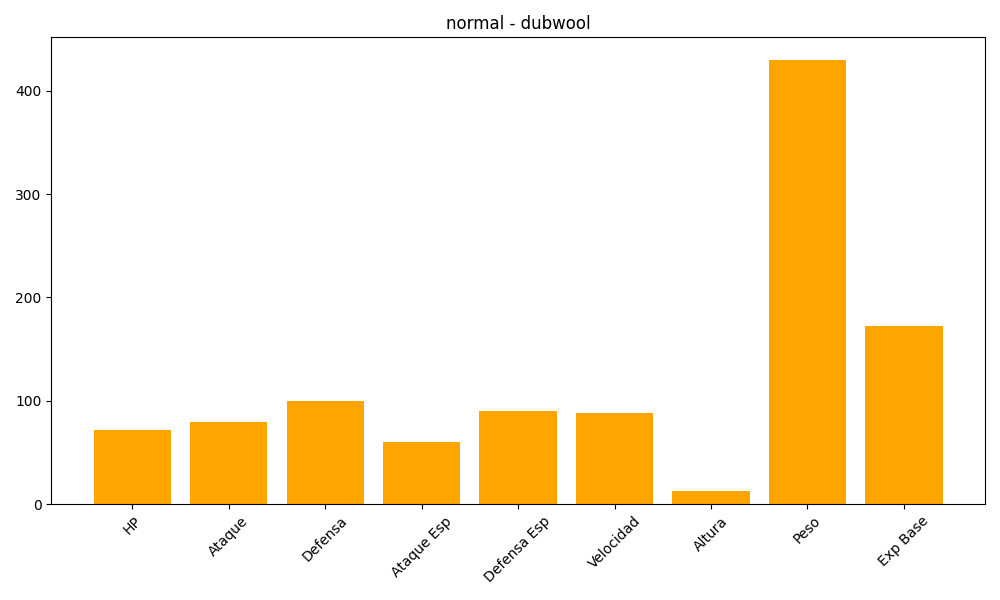 normal - dubwool
400
300
200
100
0
HP
Ataque
Defensa
Ataque Esp
Defensa Esp
Velocidad
Altura
Peso
Exp Base